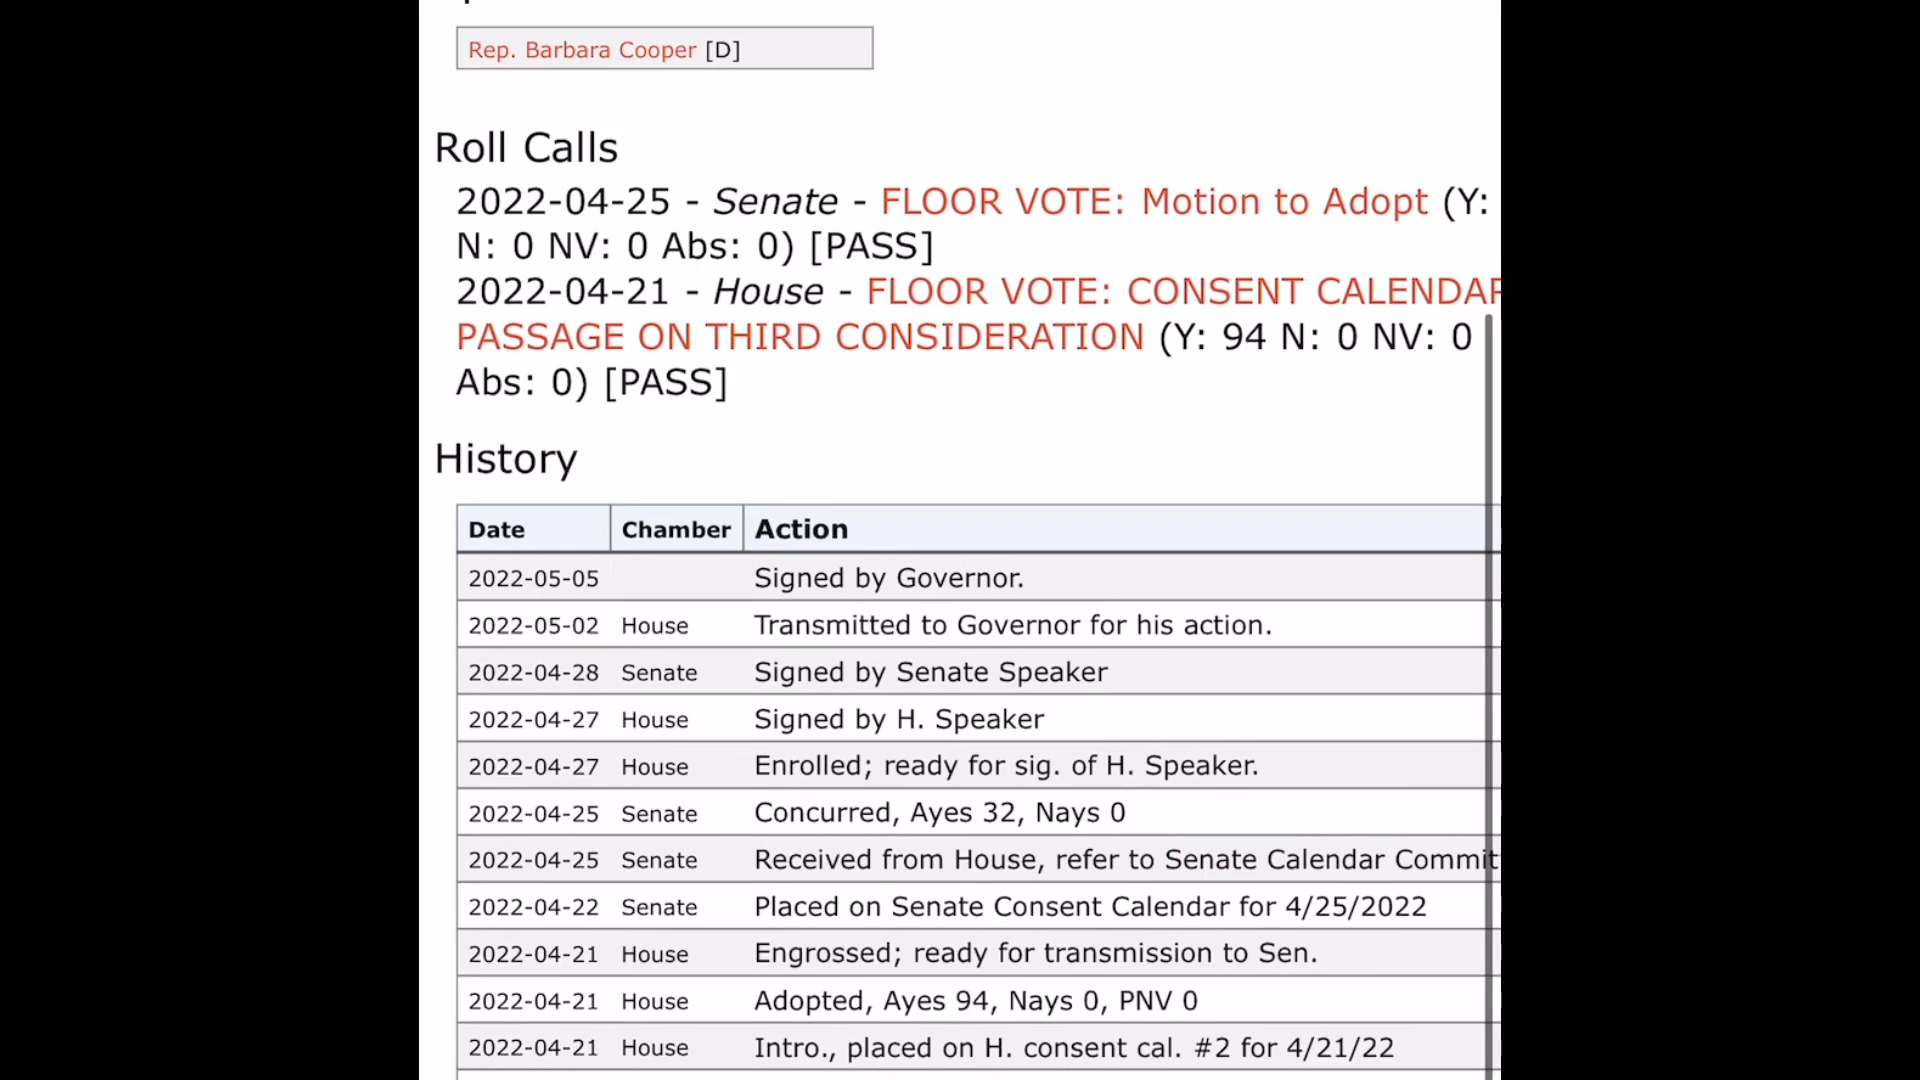 Rep. Barbara Cooper [D]
Roll Calls
2022-04-25 - Senate - FLOOR VOTE: Motion to Adopt (Y:
N: 0 NV: 0 Abs: 0) [PASS]
2022-04-21 - House - FLOOR VOTE: CONSENT CALENDAR
PASSAGE ON THIRD CONSIDERATION (Y: 94 N: 0 NV: 0
Abs: 0) [PASS]
History
Date Chamber Action
2022-05-05 Signed by Governor.
2022-05-02 House Transmitted to Governor for his action.
2022-04-28 Senate Signed by Senate Speaker
2022-04-27 House Signed by H. Speaker
2022-04-27 House Enrolled; ready for sig. of H. Speaker.
2022-04-25 Senate Concurred, Ayes 32, Nays 0
2022-04-25 Senate Received from House, refer to Senate Calendar Commit
2022-04-22 Senate Placed on Senate Consent Calendar for 4/25/2022
2022-04-21 House Engrossed; ready for transmission to Sen.
2022-04-21 House Adopted, Ayes 94, Nays 0, PNV 0
2022-04-21 House Intro., placed on H. consent cal. #2 for 4/21/22